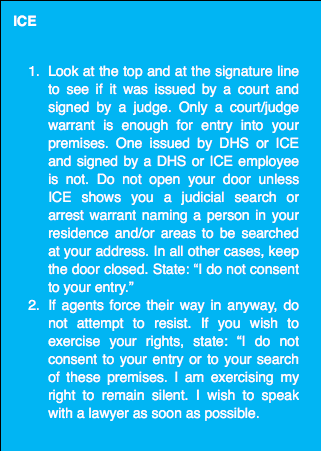 ICE
1. Look at the top and at the signature line
to see if it was issued by a court and
signed by a judge. Only a court/judge
warrant is enough for entry into your
premises. One issued by DHS or ICE
and signed by a DHS or ICE employee
is not. Do not open your door unless
ICE shows you a judicial search or
arrest warrant naming a person in your
residence and/or areas to be searched
at your address. In all other cases, keep
the door closed. State: "I do not consent
to your entry."
2. If agents force their way in anyway, do
not attempt to resist. If you wish to
exercise your rights, state: "I do not
consent to your entry or to your search
of these premises. I am exercising my
right to remain silent. I wish to speak
with a lawyer as soon as possible.